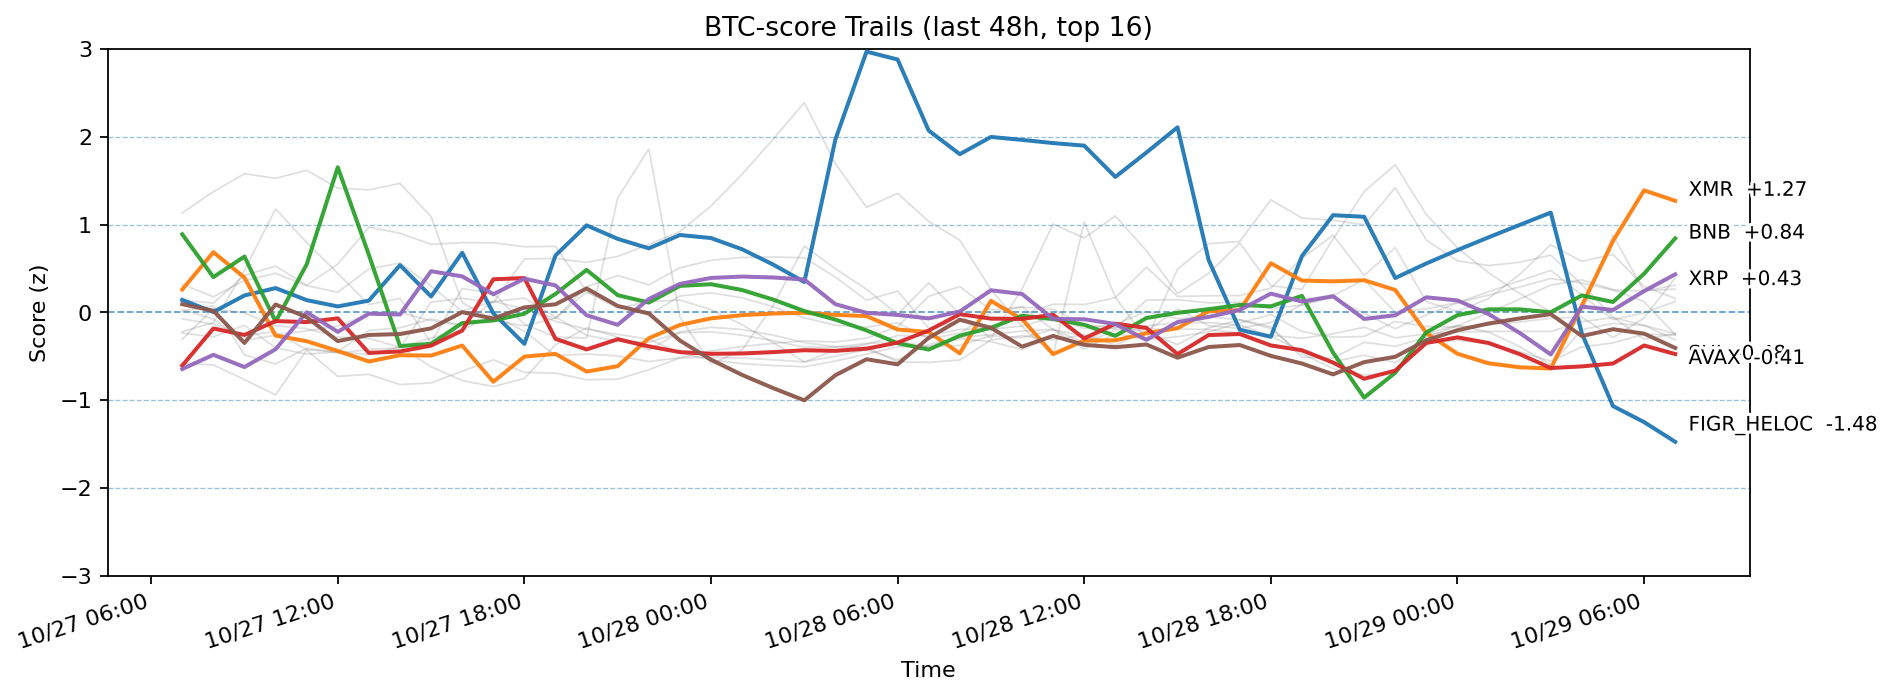 BTC-score Trails (last 48h, top 16)
3
2
1
0
−1
−2
−3
Score (z)
XMR +1.27
BNB +0.84
XRP +0.43
AVAX -0.41
FIGR_HELOC -1.48
10/27 06:00
10/27 12:00
10/27 18:00
10/28 00:00
10/28 06:00
10/28 12:00
10/28 18:00
10/29 00:00
10/29 06:00
Time